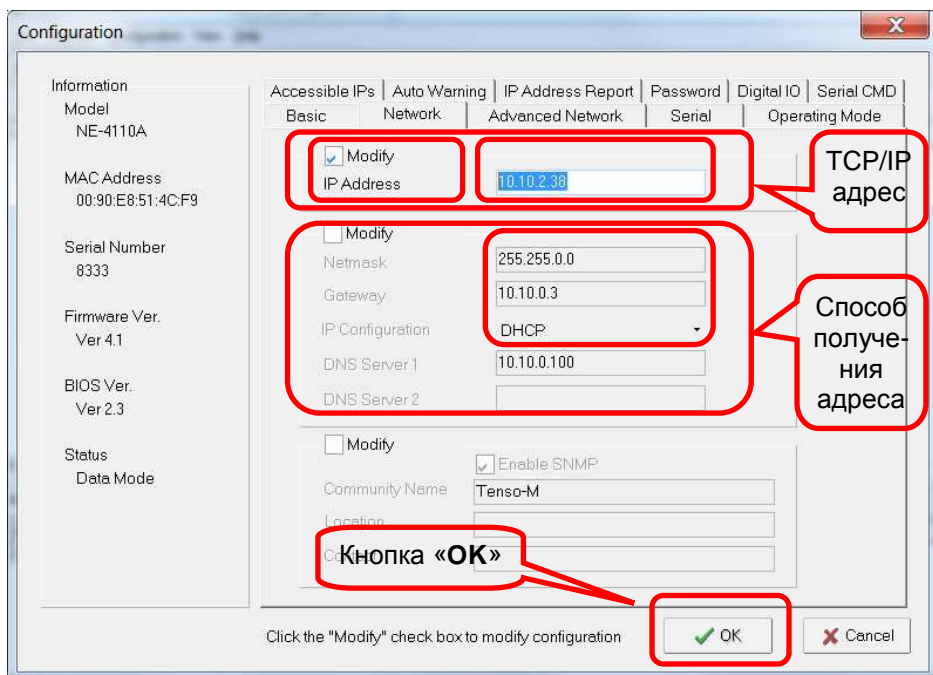 Configuration
Information
Model
NE-4110A
MAC Address
00:90:E8:51:4C:F9
Serial Number
8333
Firmware Ver.
Ver 4.1
BIOS Ver.
Ver 2.3
Status
Data Mode
Accessible IPs Auto Warning IP Address Report Password Digital IO Serial CMD
Basic Network Advanced Network Serial Operating Mode
Modify
IP Address 10.10.2.38
TCP/IP
адрес
Modify
Netmask 255.255.0.0
Gateway 10.10.0.3
IP Configuration DHCP
DNS Server 1 10.10.0.100
DNS Server 2
Способ
получе-
ния
адреса
Modify
Enable SNMP
Community Name Tenso-M
Location
Кнопка «OK»
Click the "Modify" check box to modify configuration OK Cancel